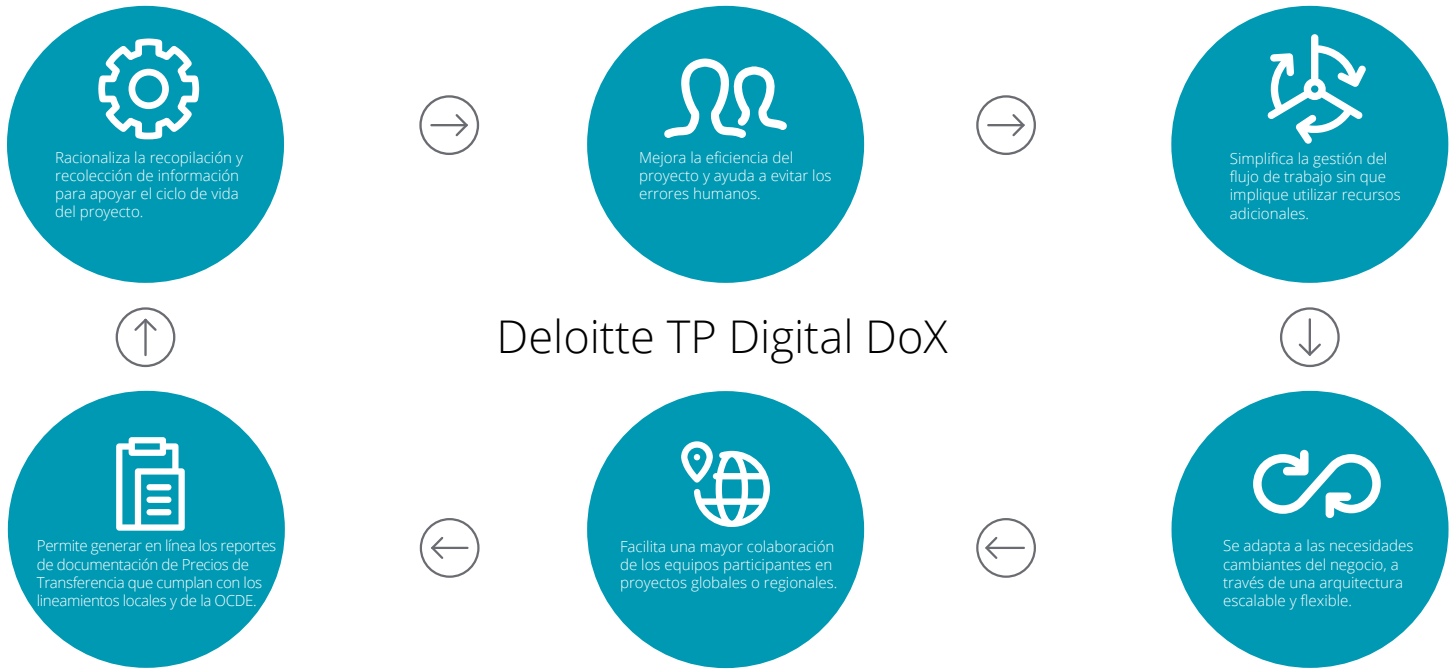 Racionaliza la recopilación y
recolección de información
para apoyar el ciclo de vida
del proyecto.
Mejora la eficiencia del
proyecto y ayuda a evitar los
errores humanos.
Simplifica la gestión del
flujo de trabajo sin que
implique utilizar recursos
adicionales.
Deloitte TP Digital DoX
Permite generar en línea los reportes
de documentación de Precios de
Transferencia que cumplan con los
lineamientos locales y de la OCDE.
Facilita una mayor colaboración
de los equipos participantes en
proyectos globales o regionales.
Se adapta a las necesidades
cambiantes del negocio, a
través de una arquitectura
escalable y flexible.